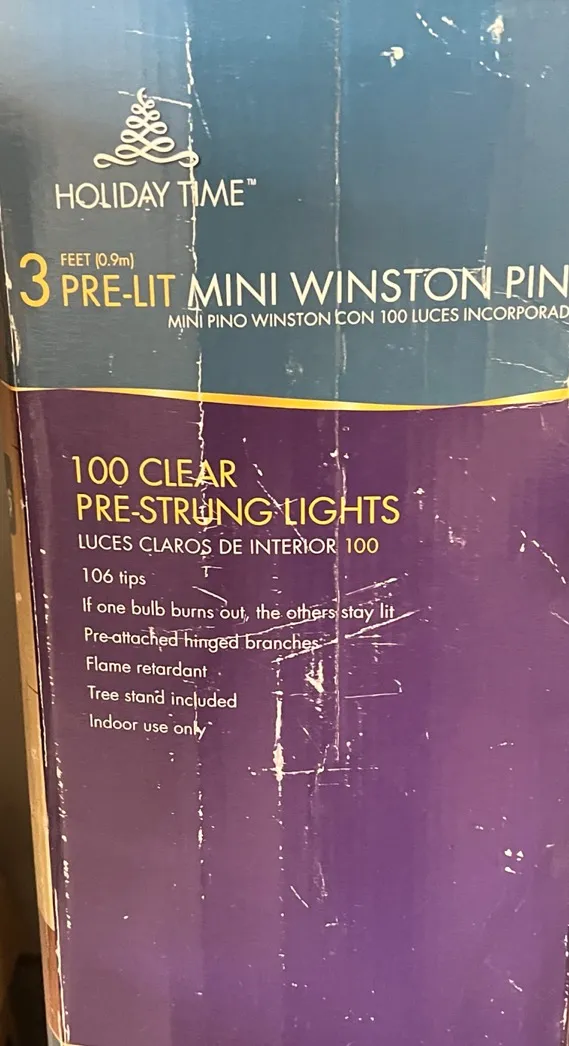 HOLIDAY TIME™
3 FEET (0.9m)
PRE-LIT MINI WINSTON PIN
MINI PINO WINSTON CON 100 LUCES INCORPORAD
100 CLEAR
PRE-STRUNG LIGHTS
LUCES CLAROS DE INTERIOR 100
106 tips
If one bulb burns out, the others stay lit
Pre-attached hinged branches
Flame retardant
Tree stand included
Indoor use only